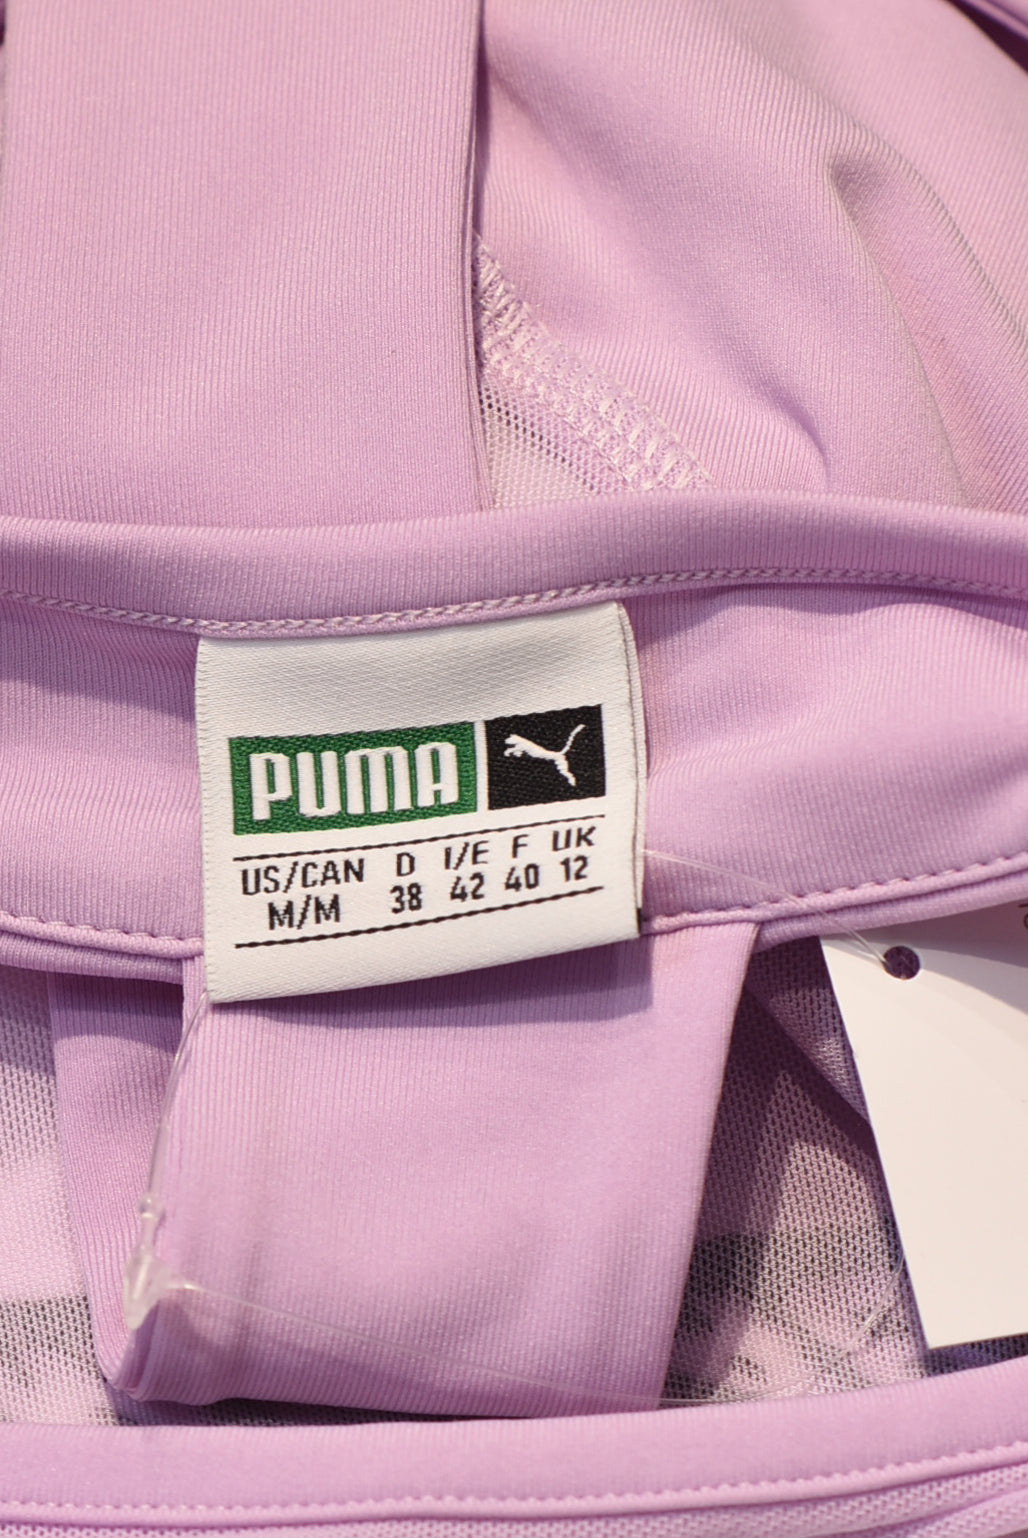 PUMA
US/CAN D I/E F UK
M/M 38 42 40 12